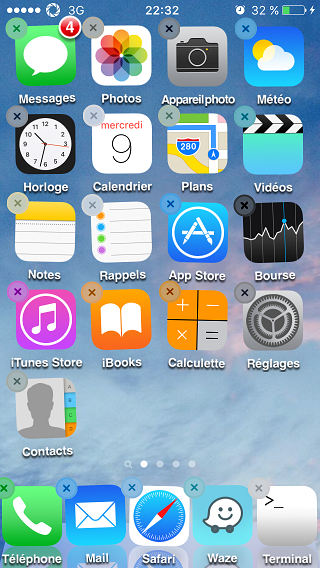 3G 22:32 32 %
4
Messages Photos Appareil photo Météo
mercredi
9
280
12
Horloge Calendrier Plans Vidéos
Notes Rappels App Store Bourse
iTunes Store iBooks Calculette Réglages
A
B
C
D
Contacts
>_
Téléphone Mail Safari Waze Terminal